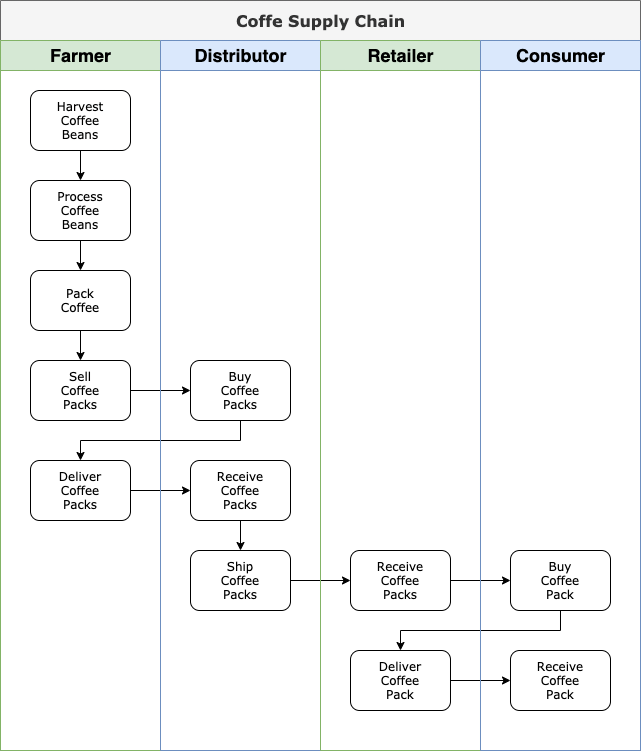 Coffe Supply Chain
Farmer
Distributor
Retailer
Consumer
Harvest
Coffee
Beans
Process
Coffee
Beans
Pack
Coffee
Sell
Coffee
Packs
Buy
Coffee
Packs
Deliver
Coffee
Packs
Receive
Coffee
Packs
Ship
Coffee
Packs
Receive
Coffee
Packs
Buy
Coffee
Pack
Deliver
Coffee
Pack
Receive
Coffee
Pack